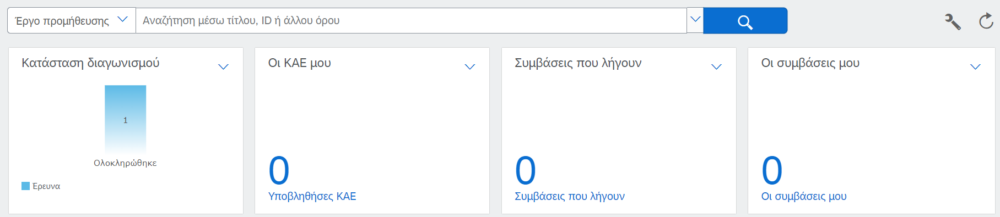 Έργο προμήθευσης
Αναζήτηση μέσω τίτλου, ID ή άλλου όρου
Κατάσταση διαγωνισμού
1
Ολοκληρώθηκε
Έρευνα
Οι ΚΑΕ μου
0
Υποβληθήσες ΚΑΕ
Συμβάσεις που λήγουν
0
Συμβάσεις που λήγουν
Οι συμβάσεις μου
0
Οι συμβάσεις μου